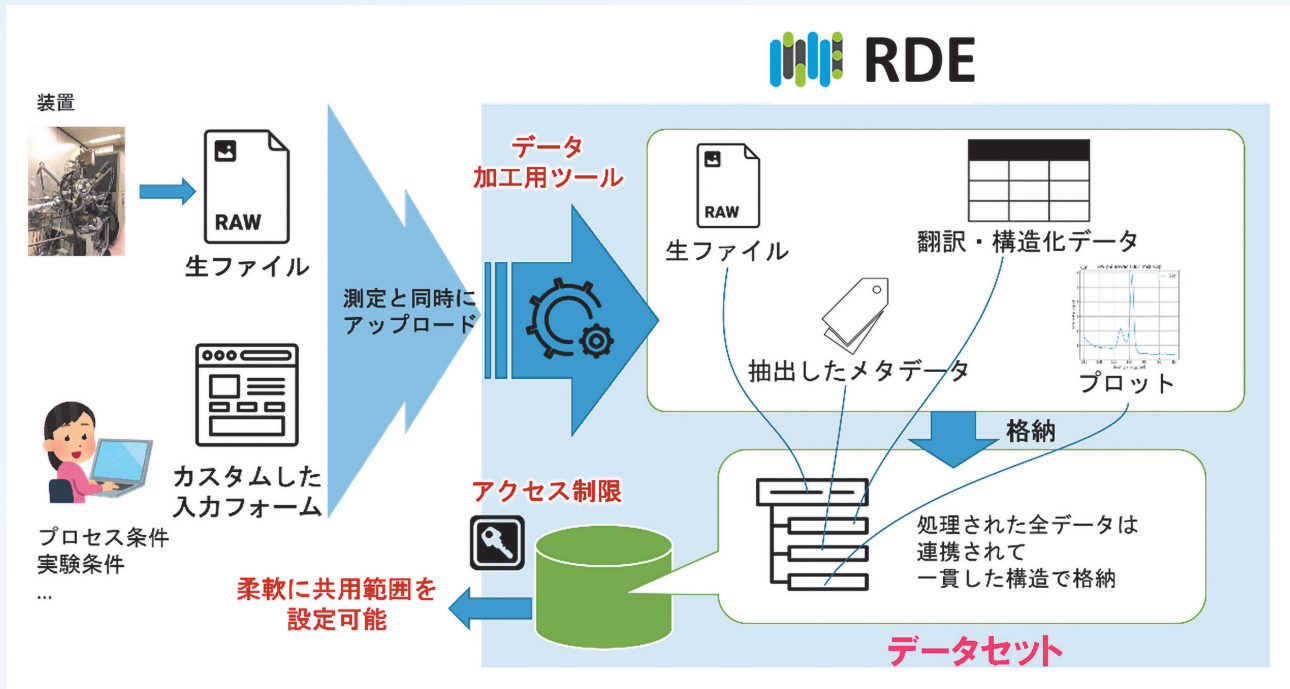 RDE
装置
RAW
生ファイル
測定と同時に
アップロード
カスタムした
入力フォーム
プロセス条件
実験条件
...
データ
加工用ツール
RAW
生ファイル
翻訳・構造化データ
抽出したメタデータ
プロット
格納
処理された全データは
連携されて
一貫した構造で格納
データセット
アクセス制限
柔軟に共用範囲を
設定可能